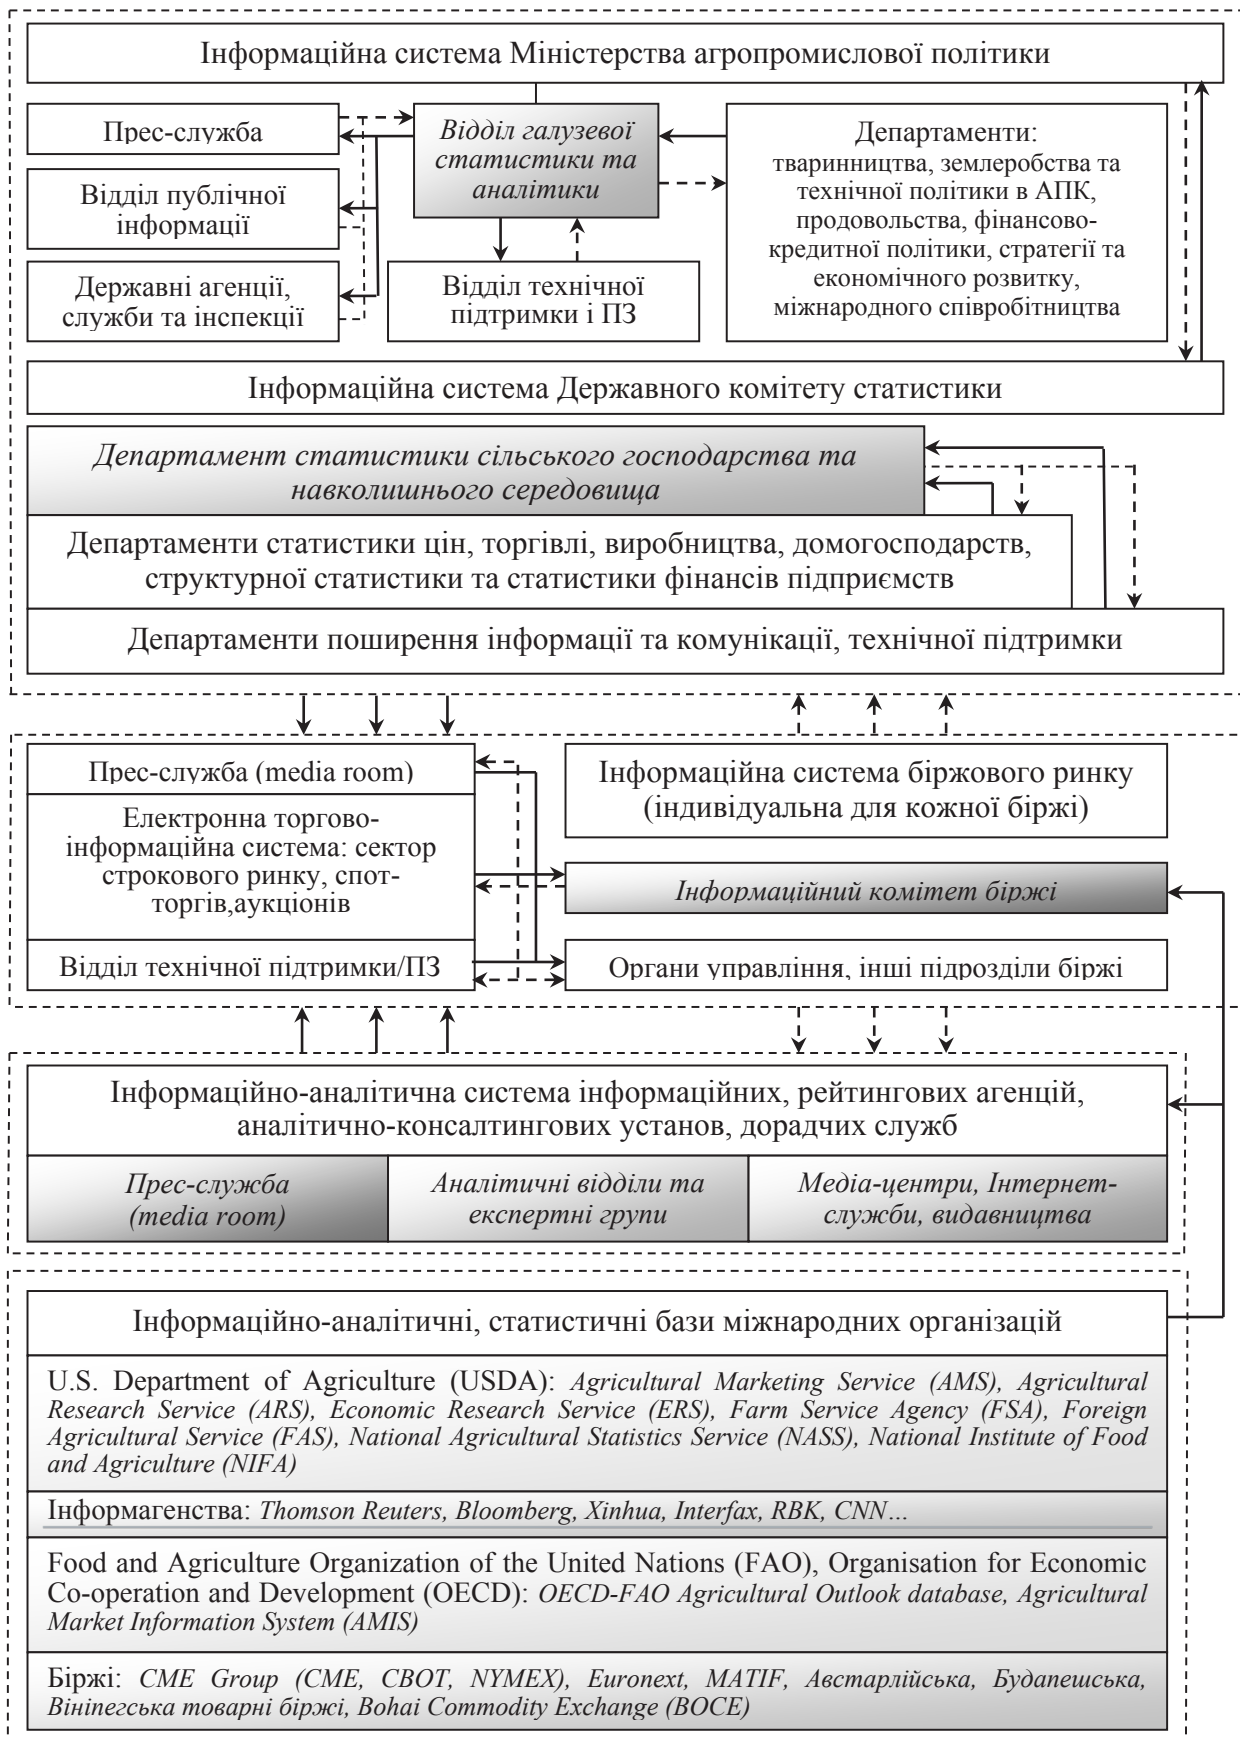 Інформаційна система Міністерства агропромислової політики
Прес-служба
Відділ публічної
інформації
Державні агенції,
служби та інспекції
Відділ галузевої
статистики та
аналітики
Відділ технічної
підтримки і ПЗ
Департаменти:
тваринництва, землеробства та
технічної політики в АПК,
продовольства, фінансово-
кредитної політики, стратегії та
економічного розвитку,
міжнародного співробітництва
Інформаційна система Державного комітету статистики
Департамент статистики сільського господарства та
навколишнього середовища
Департаменти статистики цін, торгівлі, виробництва, домогосподарств,
структурної статистики та статистики фінансів підприємств
Департаменти поширення інформації та комунікації, технічної підтримки
Прес-служба (media room)
Електронна торгово-
інформаційна система: сектор
строкового ринку, спот-
торгів,аукціонів
Відділ технічної підтримки/ПЗ
Інформаційна система біржового ринку
(індивідуальна для кожної біржі)
Інформаційний комітет біржі
Органи управління, інші підрозділи біржі
Інформаційно-аналітична система інформаційних, рейтингових агенцій,
аналітично-консалтингових установ, дорадчих служб
Прес-служба
(media room)
Аналітичні відділи та
експертні групи
Медіа-центри, Інтернет-
служби, видавництва
Інформаційно-аналітичні, статистичні бази міжнародних організацій
U.S. Department of Agriculture (USDA): Agricultural Marketing Service (AMS), Agricultural
Research Service (ARS), Economic Research Service (ERS), Farm Service Agency (FSA), Foreign
Agricultural Service (FAS), National Agricultural Statistics Service (NASS), National Institute of Food
and Agriculture (NIFA)
Інформагенства: Thomson Reuters, Bloomberg, Xinhua, Interfax, RBK, CNN…
Food and Agriculture Organization of the United Nations (FAO), Organisation for Economic
Co-operation and Development (OECD): OECD-FAO Agricultural Outlook database, Agricultural
Market Information System (AMIS)
Біржі: CME Group (CME, CBOT, NYMEX), Euronext, MATIF, Австарлійська, Будапешська,
Вініпегська товарні біржі, Bohai Commodity Exchange (BOCE)